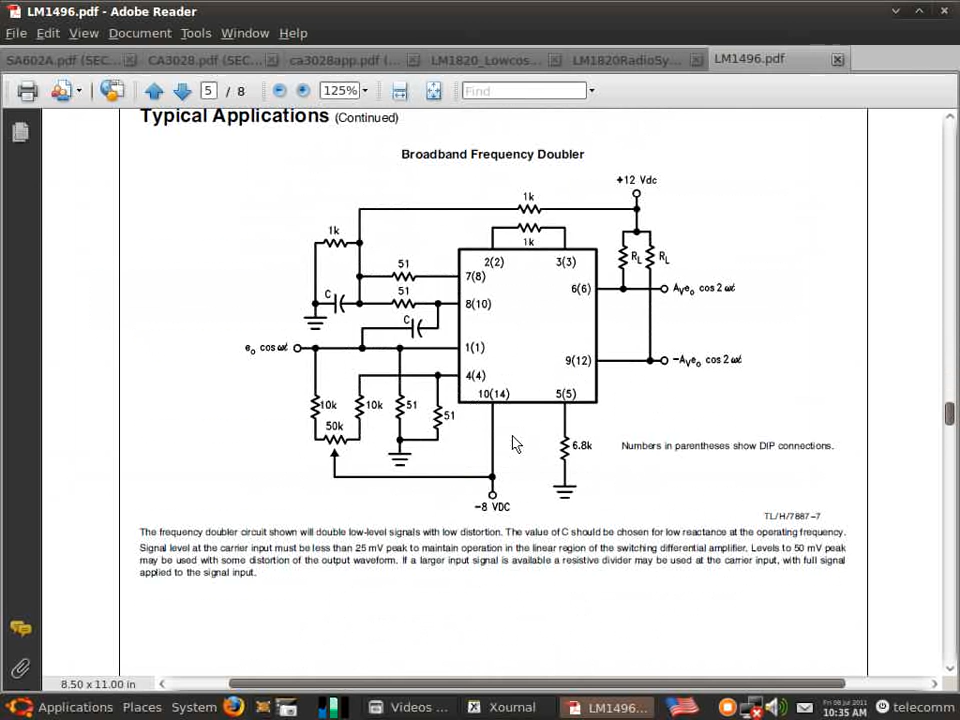 LM1496.pdf - Adobe Reader
File Edit View Document Tools Window Help
SA602A.pdf (SEC... CA3028.pdf (SEC... ca3028app.pdf (... LM1820_Lowcos... LM1820RadioSy... LM1496.pdf
5 / 8 125% Find
Typical Applications (Continued)
Broadband Frequency Doubler
+12 Vdc
1k
1k
1k
2(2) 3(3)
RL RL
51
7(8)
6(6)
AVeo cos 2 ωt
51
C
8(10)
C
eo cos ωt
1(1)
9(12)
-AVeo cos 2 ωt
4(4)
10(14) 5(5)
10k 10k 51 51
50k
6.8k
Numbers in parentheses show DIP connections.
-8 VDC
TL/H/7887-7
The frequency doubler circuit shown will double low-level signals with low distortion. The value of C should be chosen for low reactance at the operating frequency.
Signal level at the carrier input must be less than 25 mV peak to maintain operation in the linear region of the switching differential amplifier. Levels to 50 mV peak
may be used with some distortion of the output waveform. If a larger input signal is available a resistive divider may be used at the carrier input, with full signal
applied to the signal input.
8.50 x 11.00 in
Applications Places System Videos ... Xournal LM1496... Fri 08 Jul 2011 telecomm
10:35 AM